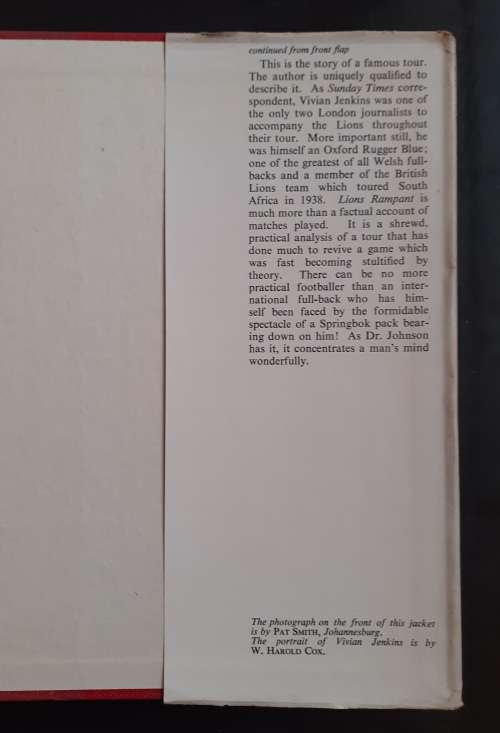 continued from front flap
This is the story of a famous tour.
The author is uniquely qualified to
describe it. As Sunday Times corre-
spondent, Vivian Jenkins was one of
the only two London journalists to
accompany the Lions throughout
their tour. More important still, he
was himself an Oxford Rugger Blue;
one of the greatest of all Welsh full-
backs and a member of the British
Lions team which toured South
Africa in 1938. Lions Rampant is
much more than a factual account of
matches played. It is a shrewd,
practical analysis of a tour that has
done much to revive a game which
was fast becoming stultified by
theory. There can be no more
practical footballer than an inter-
national full-back who has him-
self been faced by the formidable
spectacle of a Springbok pack bear-
ing down on him! As Dr. Johnson
has it, it concentrates a man's mind
wonderfully.
The photograph on the front of this jacket
is by PAT SMITH, Johannesburg.
The portrait of Vivian Jenkins is by
W. HAROLD COX.